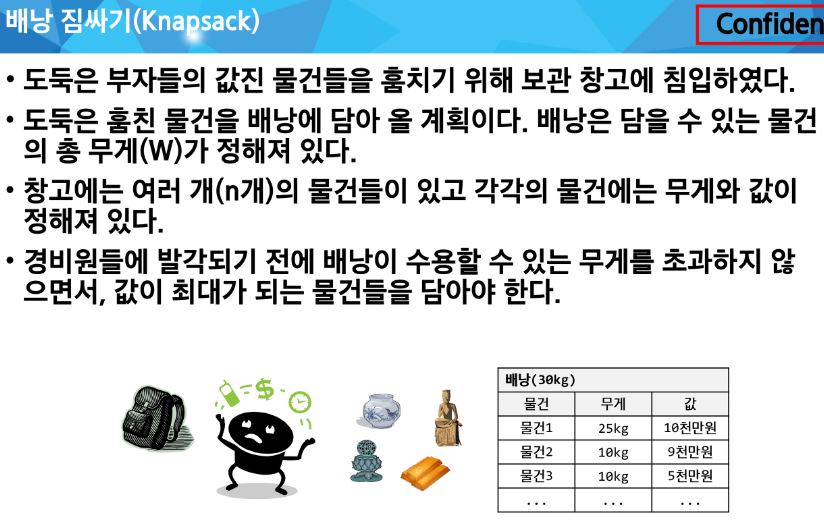 배낭 짐싸기(Knapsack)
Confiden
• 도둑은 부자들의 값진 물건들을 훔치기 위해 보관 창고에 침입하였다.
• 도둑은 훔친 물건을 배낭에 담아 올 계획이다. 배낭은 담을 수 있는 물건
의 총 무게(W)가 정해져 있다.
• 창고에는 여러 개(n개)의 물건들이 있고 각각의 물건에는 무게와 값이
정해져 있다.
• 경비원들에 발각되기 전에 배낭이 수용할 수 있는 무게를 초과하지 않
으면서, 값이 최대가 되는 물건들을 담아야 한다.
배낭(30kg)
물건 무게 값
물건1 25kg 10천만원
물건2 10kg 9천만원
물건3 10kg 5천만원
... ... ...